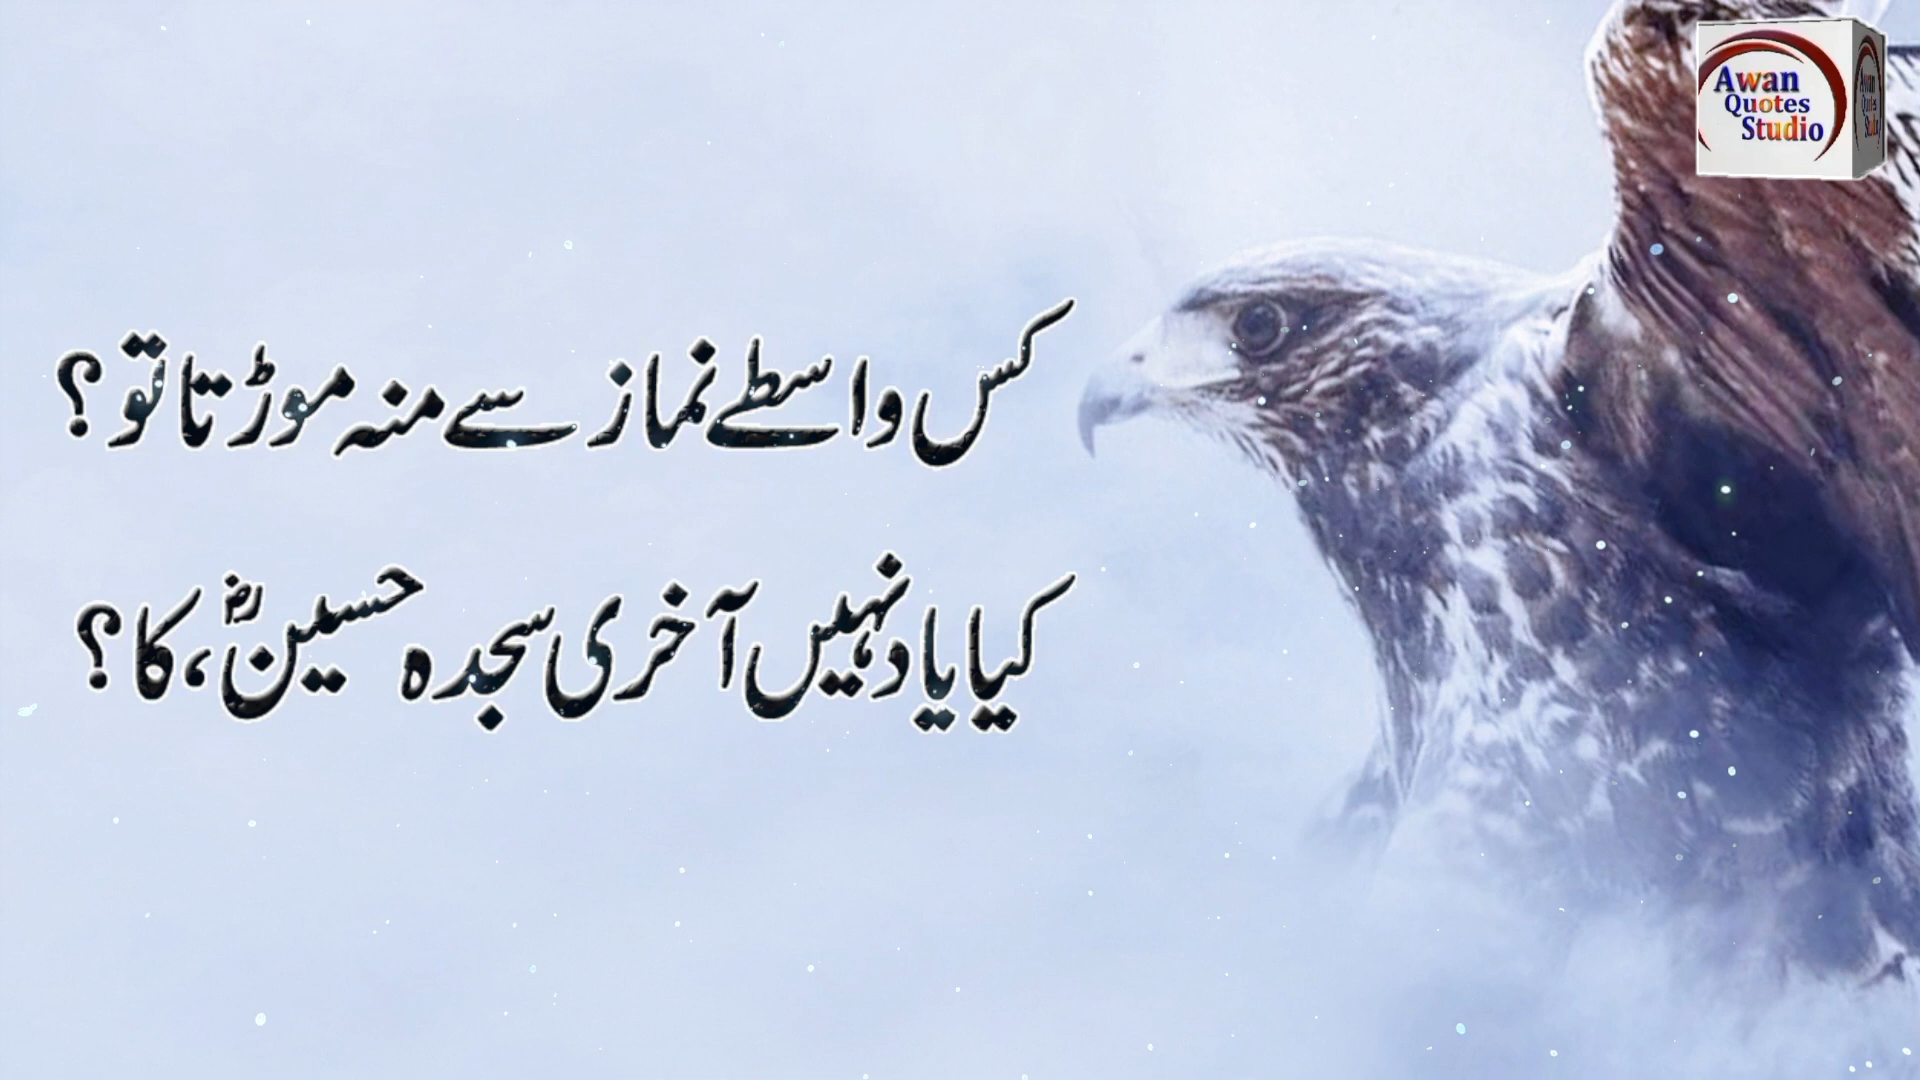 Awan
Quotes
Studio
کس واسطے نماز سے منہ موڑتا تو؟
کیا یاد نہیں آخری سجدہ حسینؓ، کا؟